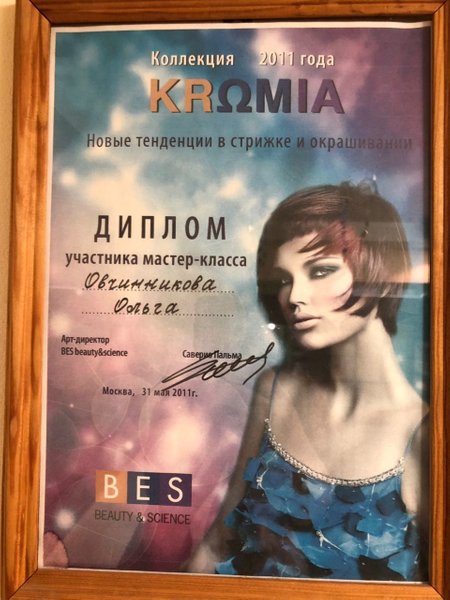 Коллекция 2011 года
KRΩMIA
Новые тенденции в стрижке и окрашивании
ДИПЛОМ
участника мастер-класса
Овчинникова
Ольга
Арт-директор
BES beauty&science
Саверио Пальма
Москва, 31 мая 2011г.
BES
BEAUTY & SCIENCE